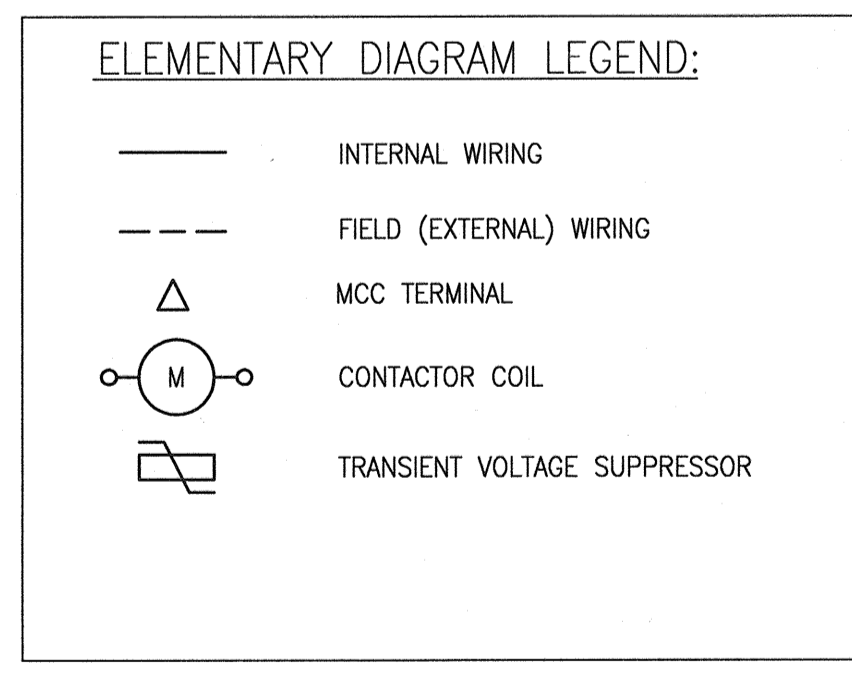 ELEMENTARY DIAGRAM LEGEND:
INTERNAL WIRING
FIELD (EXTERNAL) WIRING
MCC TERMINAL
M CONTACTOR COIL
TRANSIENT VOLTAGE SUPPRESSOR